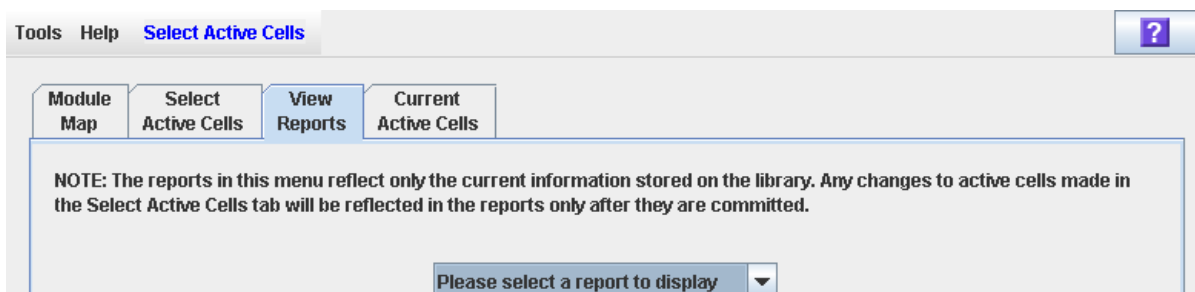 Tools Help Select Active Cells ?
Module Map
Select Active Cells
View Reports
Current Active Cells
NOTE: The reports in this menu reflect only the current information stored on the library. Any changes to active cells made in
the Select Active Cells tab will be reflected in the reports only after they are committed.
Please select a report to display